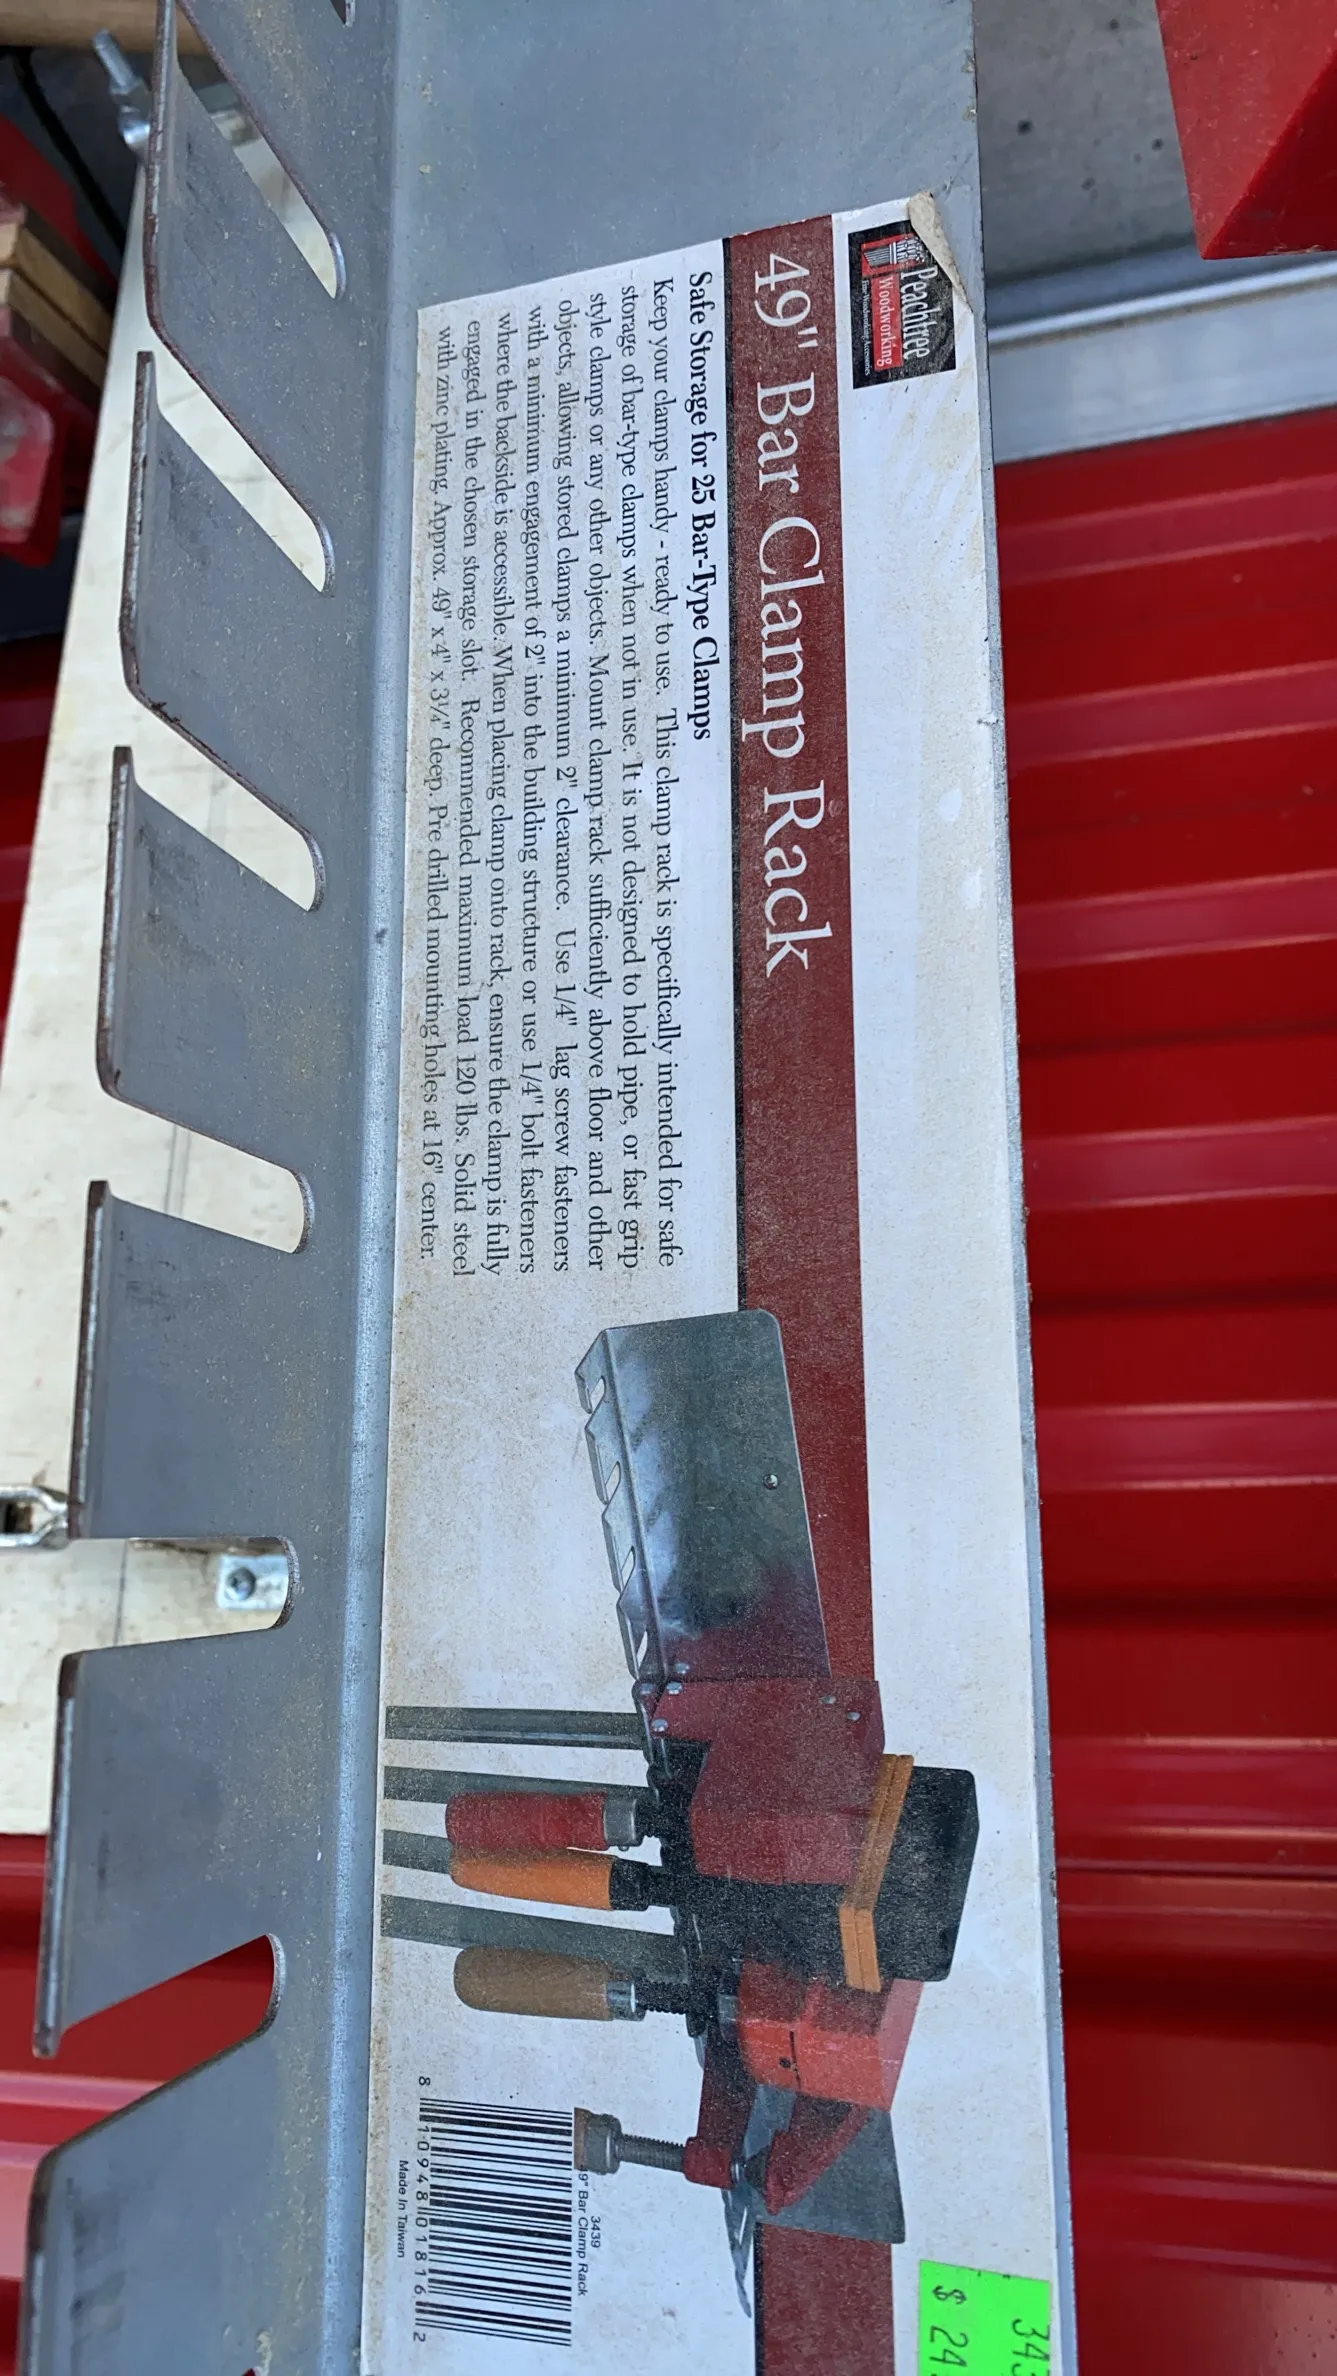 Peachtree
Woodworking
Fine Woodworking Accessories
49" Bar Clamp Rack
Safe Storage for 25 Bar-Type Clamps
Keep your clamps handy - ready to use. This clamp rack is specifically intended for safe
storage of bar-type clamps when not in use. It is not designed to hold pipe, or fast grip
style clamps or any other objects. Mount clamp rack sufficiently above floor and other
objects, allowing stored clamps a minimum 2" clearance. Use 1/4" lag screw fasteners
with a minimum engagement of 2" into the building structure or use 1/4" bolt fasteners
where the backside is accessible. When placing clamp onto rack, ensure the clamp is fully
engaged in the chosen storage slot. Recommended maximum load 120 lbs. Solid steel
with zinc plating. Approx. 49" x 4" x 3¼" deep. Pre drilled mounting holes at 16" center.
3439
9" Bar Clamp Rack
8 10948 01816 2
Made In Taiwan
343
$ 24.